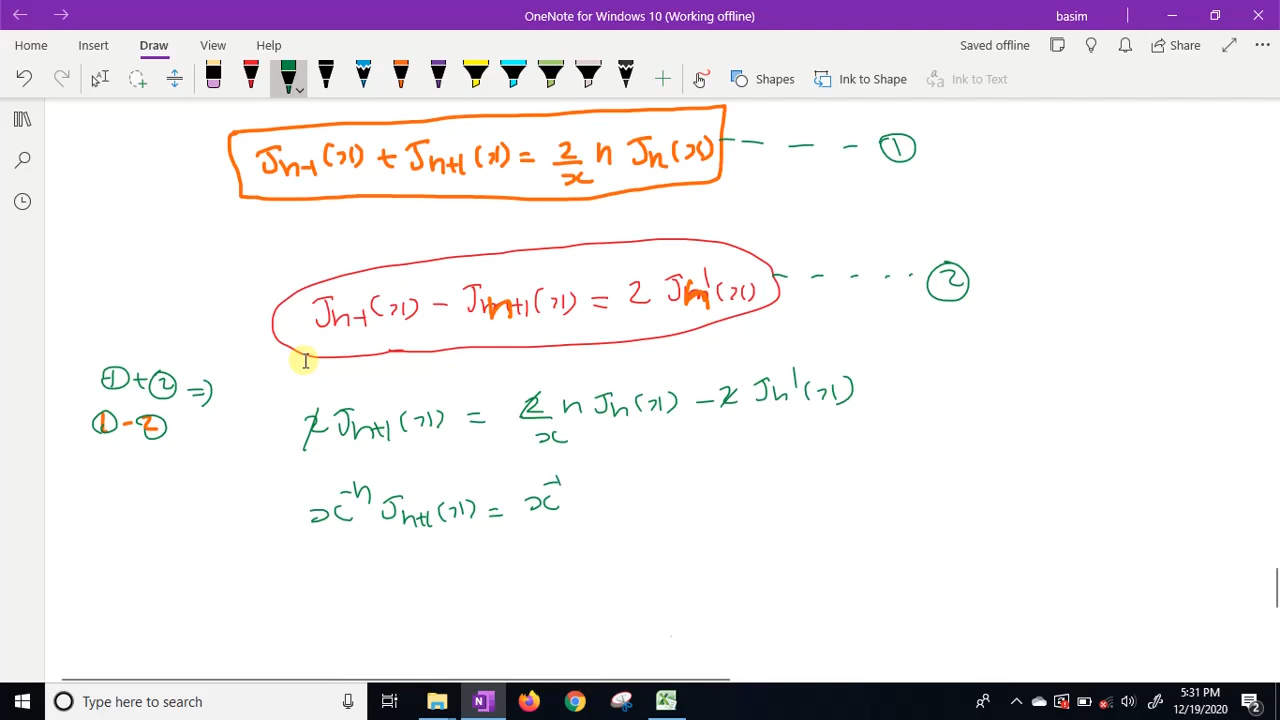 OneNote for Windows 10 (Working offline)
basim
Home Insert Draw View Help
Saved offline
Share
Shapes
Ink to Shape
Ink to Text
Jn-1(x) + Jn+1(x) = 2/x n Jn(x) --- ①
Jn-1(x) - Jn+1(x) = 2 Jn'(x) ----- ②
① + ② =>
① - ②
2 Jn+1(x) = 2/x n Jn(x) - 2 Jn'(x)
x^-n Jn+1(x) = x^-1
Type here to search
5:31 PM
12/19/2020
2